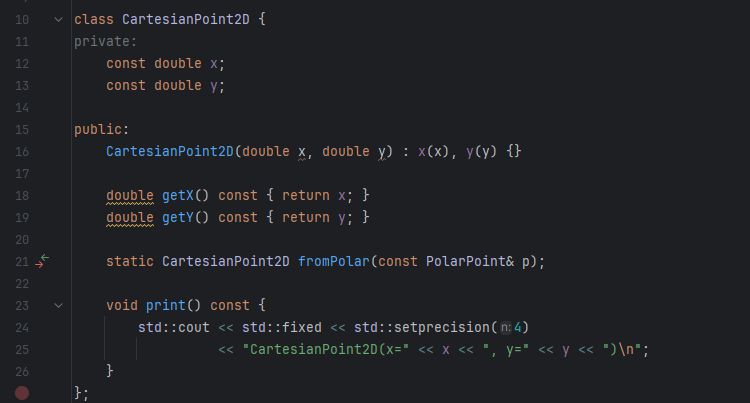 10 class CartesianPoint2D {
11 private:
12     const double x;
13     const double y;
14
15 public:
16     CartesianPoint2D(double x, double y) : x(x), y(y) {}
17
18     double getX() const { return x; }
19     double getY() const { return y; }
20
21     static CartesianPoint2D fromPolar(const PolarPoint& p);
22
23     void print() const {
24         std::cout << std::fixed << std::setprecision(n:4)
25                   << "CartesianPoint2D(x=" << x << ", y=" << y << ")\n";
26     }
};